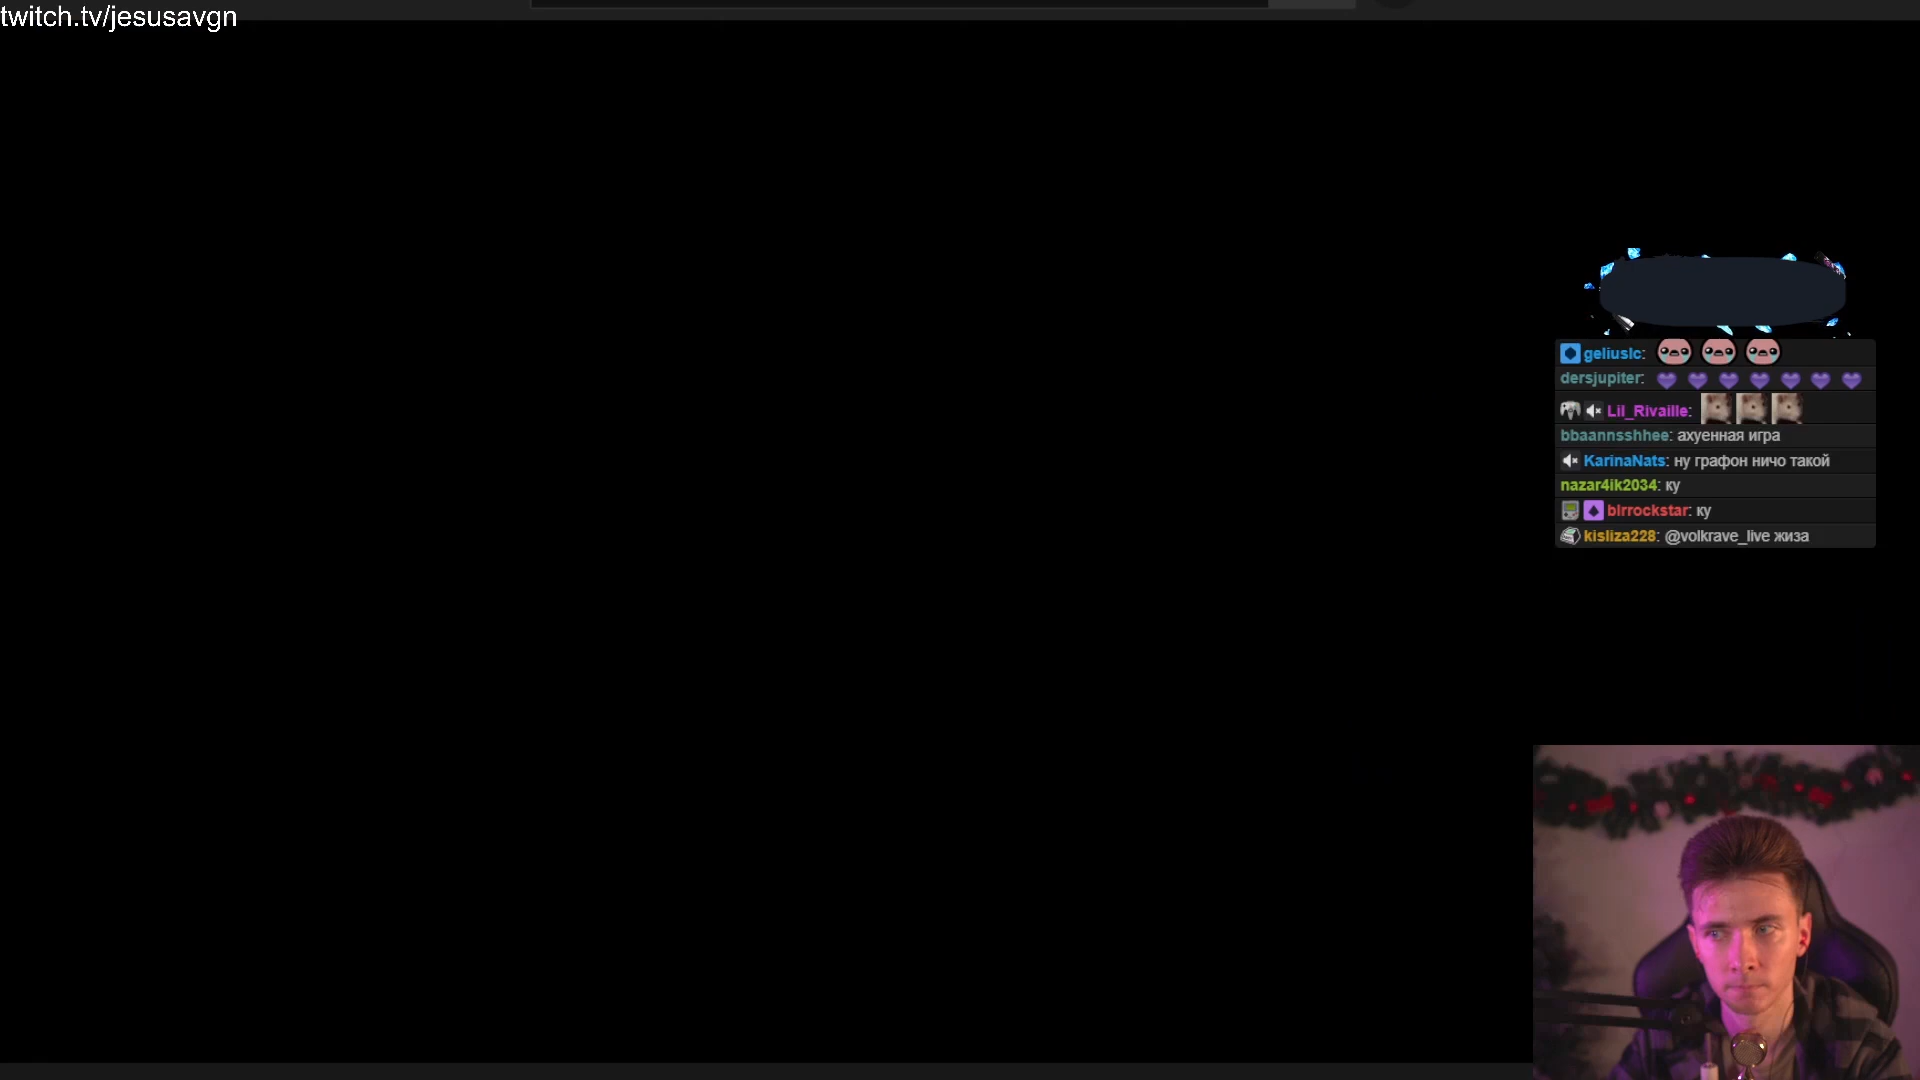 twitch.tv/jesusavgn
geliuslc:
dersjupiter:
Lil_Rivaille:
bbaannsshhee: ахуенная игра
KarinaNats: ну графон ничо такой
nazar4ik2034: ку
blrrockstar: ку
kisliza228: @volkrave_live жиза